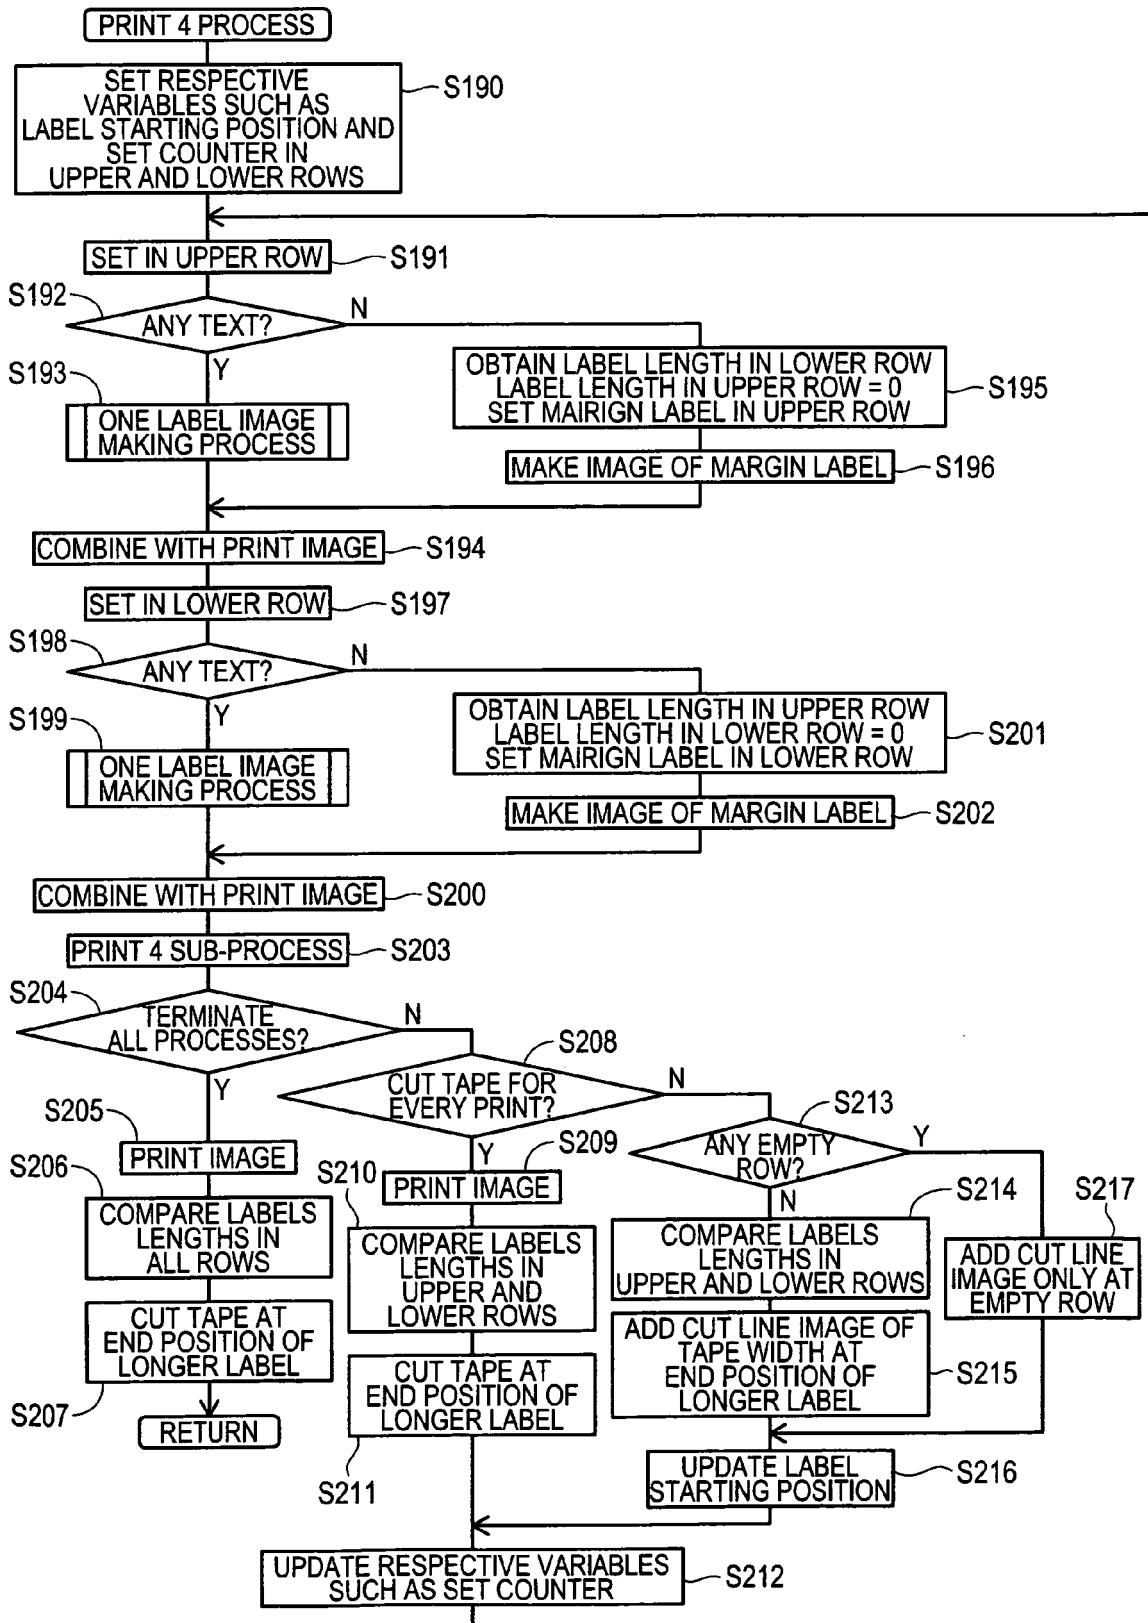 PRINT 4 PROCESS
SET RESPECTIVE
VARIABLES SUCH AS
LABEL STARTING POSITION AND
SET COUNTER IN
UPPER AND LOWER ROWS
S190
SET IN UPPER ROW
S191
S192
ANY TEXT?
N
Y
S193
ONE LABEL IMAGE
MAKING PROCESS
OBTAIN LABEL LENGTH IN LOWER ROW
LABEL LENGTH IN UPPER ROW = 0
SET MAIRIGN LABEL IN UPPER ROW
S195
MAKE IMAGE OF MARGIN LABEL
S196
COMBINE WITH PRINT IMAGE
S194
SET IN LOWER ROW
S197
S198
ANY TEXT?
N
Y
S199
ONE LABEL IMAGE
MAKING PROCESS
OBTAIN LABEL LENGTH IN UPPER ROW
LABEL LENGTH IN LOWER ROW = 0
SET MAIRIGN LABEL IN LOWER ROW
S201
MAKE IMAGE OF MARGIN LABEL
S202
COMBINE WITH PRINT IMAGE
S200
PRINT 4 SUB-PROCESS
S203
S204
TERMINATE
ALL PROCESSES?
N
Y
S208
CUT TAPE FOR
EVERY PRINT?
N
Y
S213
ANY EMPTY
ROW?
Y
N
S205
PRINT IMAGE
S206
COMPARE LABELS
LENGTHS IN
ALL ROWS
CUT TAPE AT
END POSITION OF
LONGER LABEL
S207
RETURN
S209
PRINT IMAGE
S210
COMPARE LABELS
LENGTHS IN
UPPER AND
LOWER ROWS
CUT TAPE AT
END POSITION OF
LONGER LABEL
S211
S214
COMPARE LABELS
LENGTHS IN
UPPER AND LOWER ROWS
ADD CUT LINE IMAGE OF
TAPE WIDTH AT
END POSITION OF
LONGER LABEL
S215
S217
ADD CUT LINE
IMAGE ONLY AT
EMPTY ROW
UPDATE LABEL
STARTING POSITION
S216
UPDATE RESPECTIVE VARIABLES
SUCH AS SET COUNTER
S212